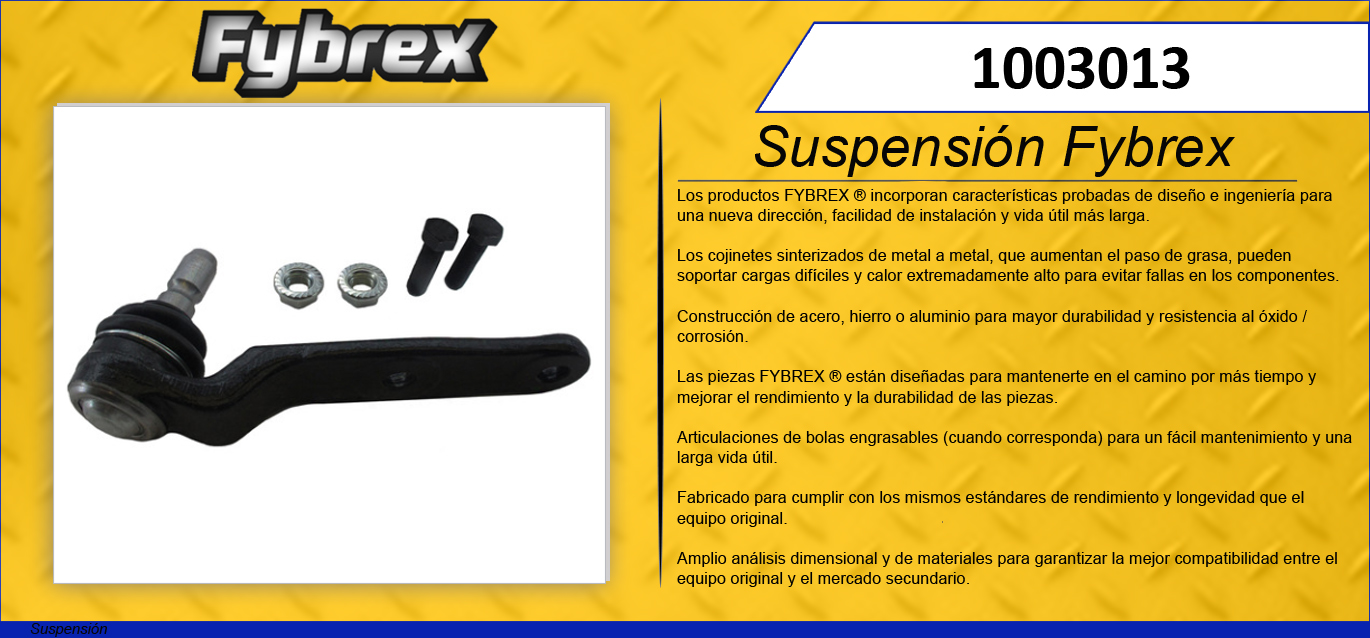 Fybrex
1003013
Suspensión Fybrex
Los productos FYBREX ® incorporan características probadas de diseño e ingeniería para
una nueva dirección, facilidad de instalación y vida útil más larga.
Los cojinetes sinterizados de metal a metal, que aumentan el paso de grasa, pueden
soportar cargas difíciles y calor extremadamente alto para evitar fallas en los componentes.
Construcción de acero, hierro o aluminio para mayor durabilidad y resistencia al óxido /
corrosión.
Las piezas FYBREX ® están diseñadas para mantenerte en el camino por más tiempo y
mejorar el rendimiento y la durabilidad de las piezas.
Articulaciones de bolas engrasables (cuando corresponda) para un fácil mantenimiento y una
larga vida útil.
Fabricado para cumplir con los mismos estándares de rendimiento y longevidad que el
equipo original.
Amplio análisis dimensional y de materiales para garantizar la mejor compatibilidad entre el
equipo original y el mercado secundario.
Suspensión